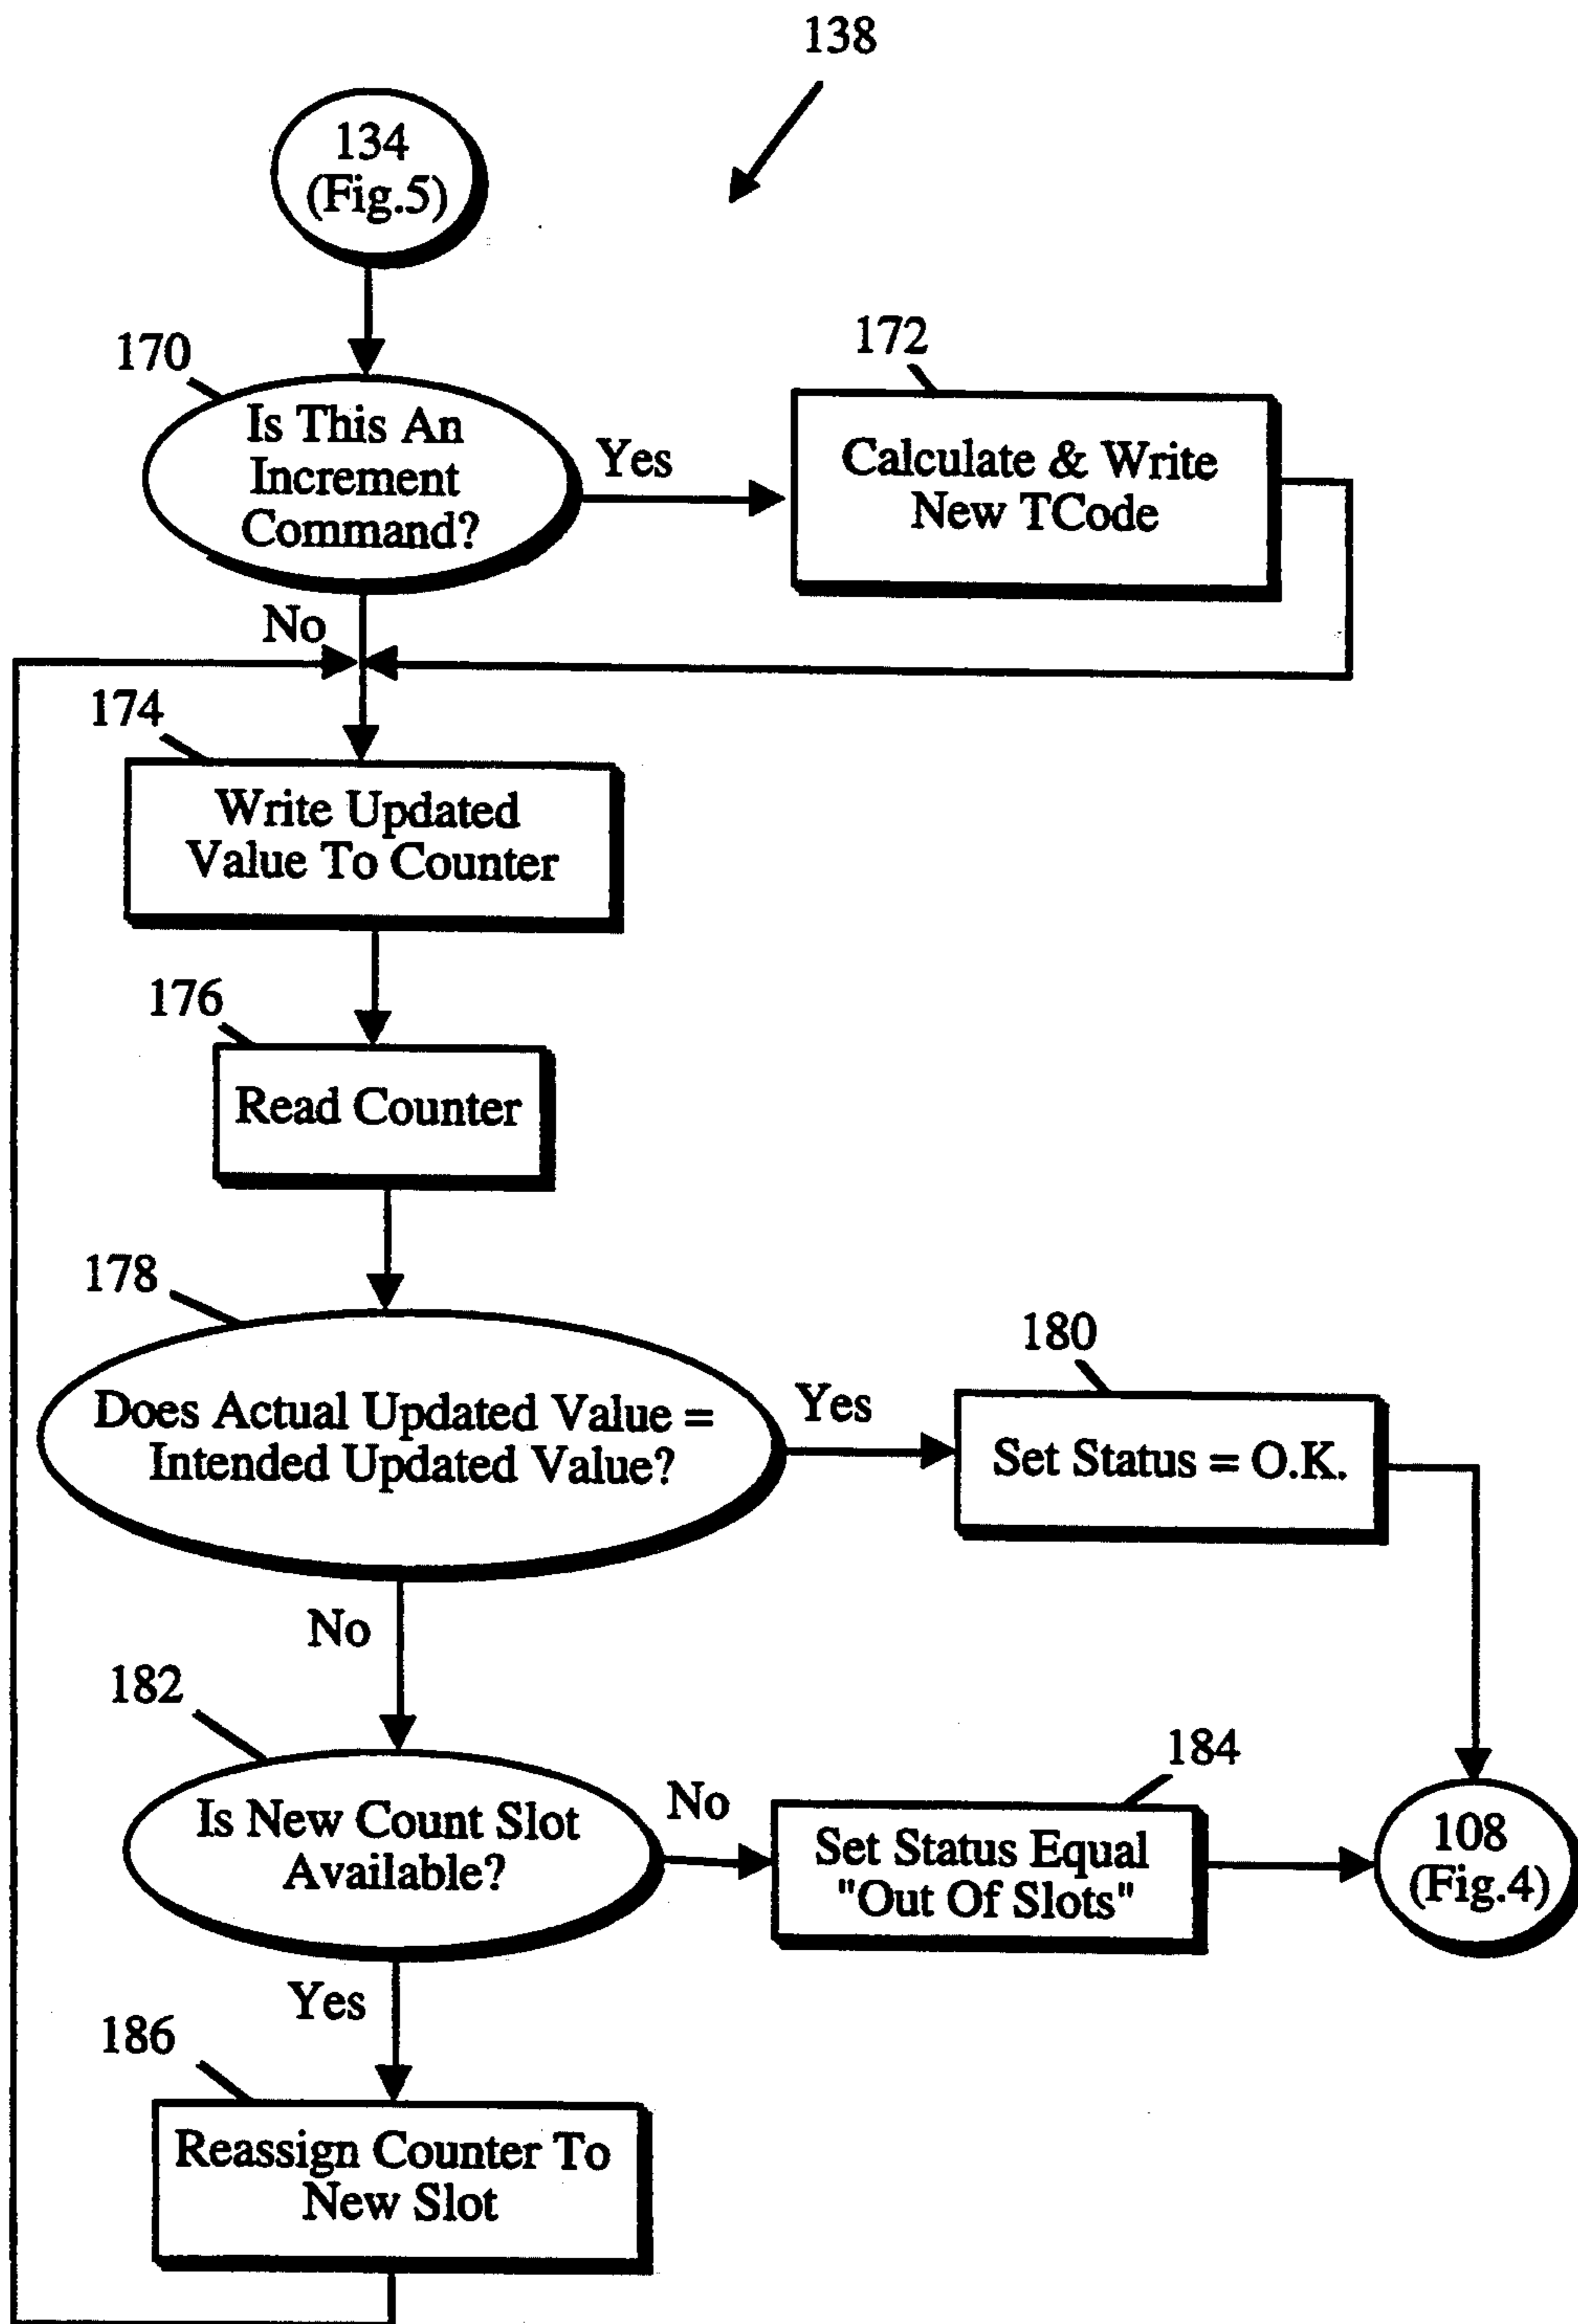 138
134
(Fig.5)
170
Is This An
Increment
Command?
Yes
172
Calculate & Write
New TCode
No
174
Write Updated
Value To Counter
176
Read Counter
178
Does Actual Updated Value =
Intended Updated Value?
Yes
180
Set Status = O.K.
No
182
Is New Count Slot
Available?
No
184
Set Status Equal
"Out Of Slots"
108
(Fig.4)
Yes
186
Reassign Counter To
New Slot